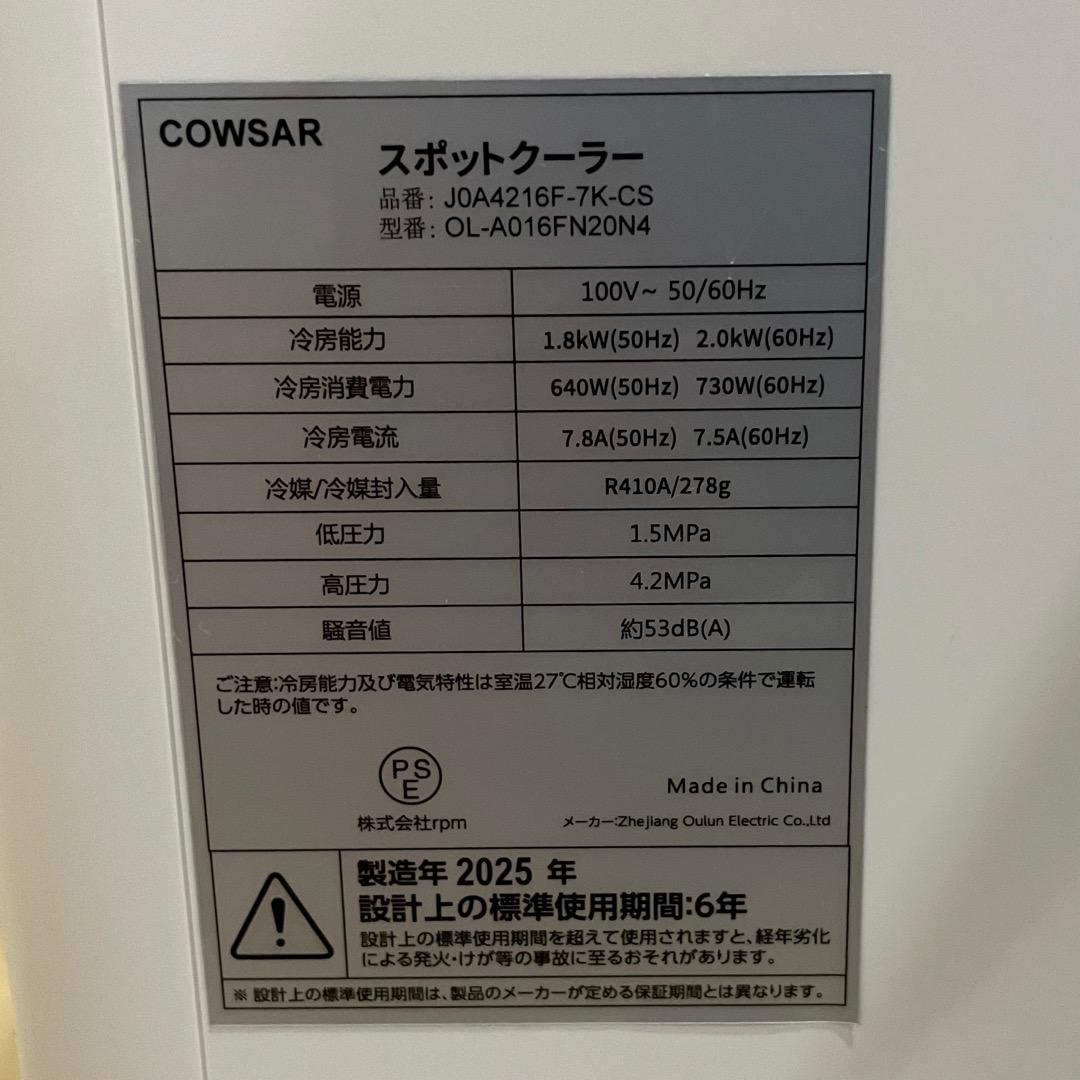 COWSAR
スポットクーラー
品番: J0A4216F-7K-CS
型番: OL-A016FN20N4
電源 100V~ 50/60Hz
冷房能力 1.8kW(50Hz) 2.0kW(60Hz)
冷房消費電力 640W(50Hz) 730W(60Hz)
冷房電流 7.8A(50Hz) 7.5A(60Hz)
冷媒/冷媒封入量 R410A/278g
低圧力 1.5MPa
高圧力 4.2MPa
騒音値 約53dB(A)
ご注意:冷房能力及び電気特性は室温27℃相対湿度60%の条件で運転
した時の値です。
PSE
Made in China
株式会社rpm
メーカー:Zhejiang Oulun Electric Co.,Ltd
製造年 2025 年
設計上の標準使用期間:6年
設計上の標準使用期間を超えて使用されますと、経年劣化
による発火・けが等の事故に至るおそれがあります。
※ 設計上の標準使用期間は、製品のメーカーが定める保証期間とは異なります。